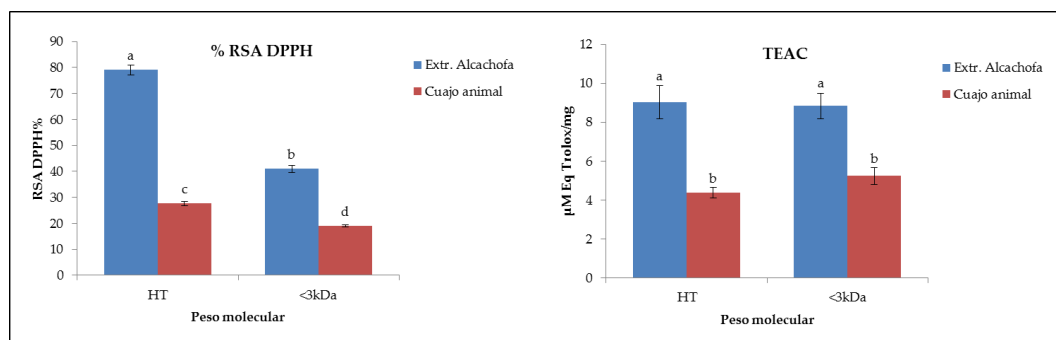 % RSA DPPH
RSA DPPH%
90
80
70
60
50
40
30
20
10
0
a
c
b
d
HT
<3kDa
Peso molecular
Extr. Alcachofa
Cuajo animal
TEAC
µM Eq Trolox/mg
12
10
8
6
4
2
0
a
b
a
b
HT
<3kDa
Peso molecular
Extr. Alcachofa
Cuajo animal